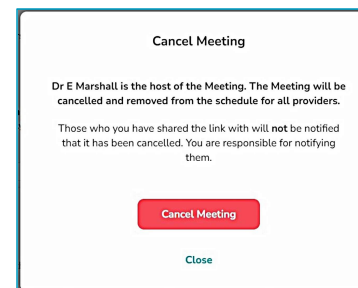 Cancel Meeting
Dr E Marshall is the host of the Meeting. The Meeting will be
cancelled and removed from the schedule for all providers.
Those who you have shared the link with will not be notified
that it has been cancelled. You are responsible for notifying
them.
Cancel Meeting
Close